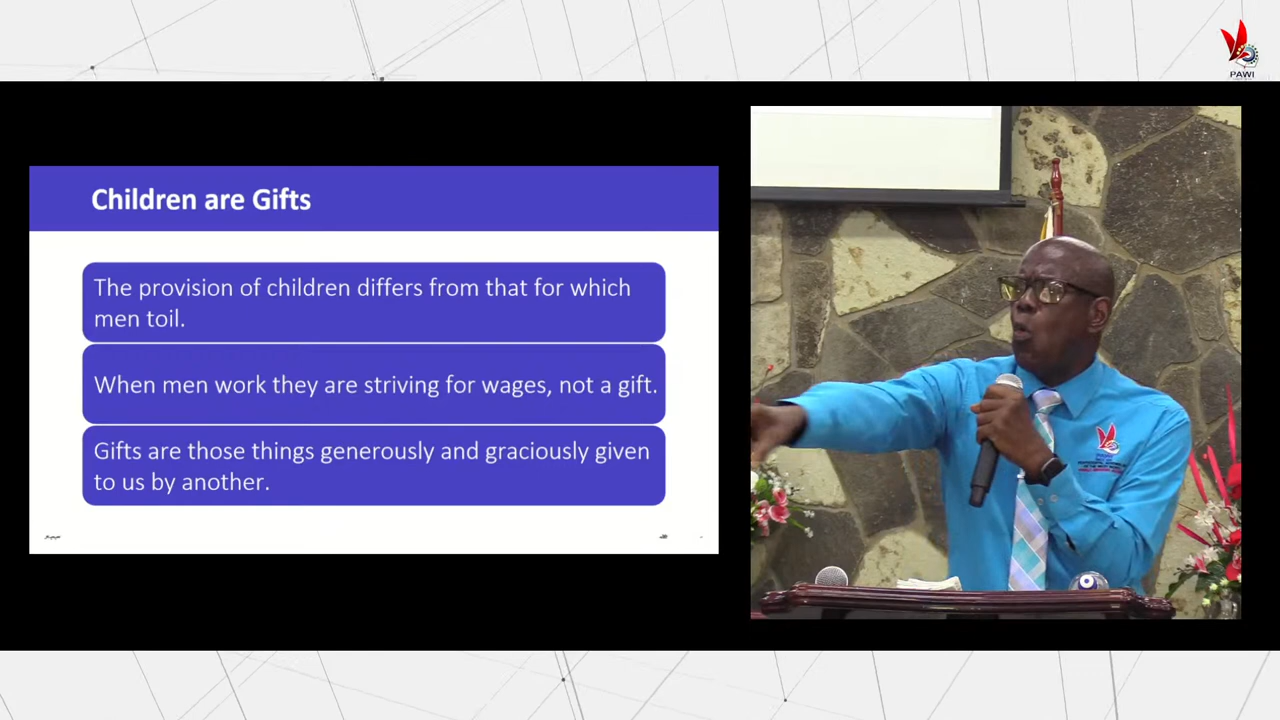 PAWI
Children are Gifts
The provision of children differs from that for which
men toil.
When men work they are striving for wages, not a gift.
Gifts are those things generously and graciously given
to us by another.